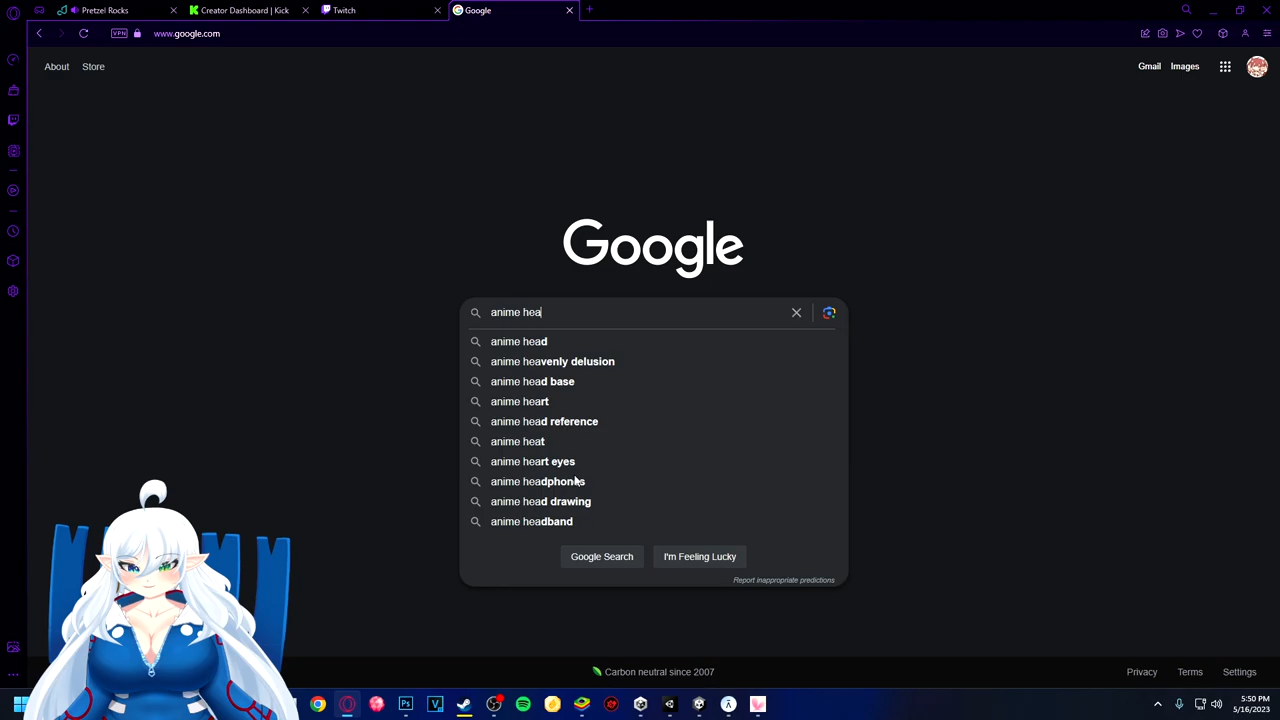 Pretzel Rocks
Creator Dashboard | Kick
Twitch
Google
VPN
www.google.com
About
Store
Gmail
Images
Google
anime hea
anime head
anime heavenly delusion
anime head base
anime heart
anime head reference
anime heat
anime heart eyes
anime headphones
anime head drawing
anime headband
Google Search
I'm Feeling Lucky
Report inappropriate predictions
Carbon neutral since 2007
Privacy
Terms
Settings
Ps
V
5:50 PM
5/16/2023